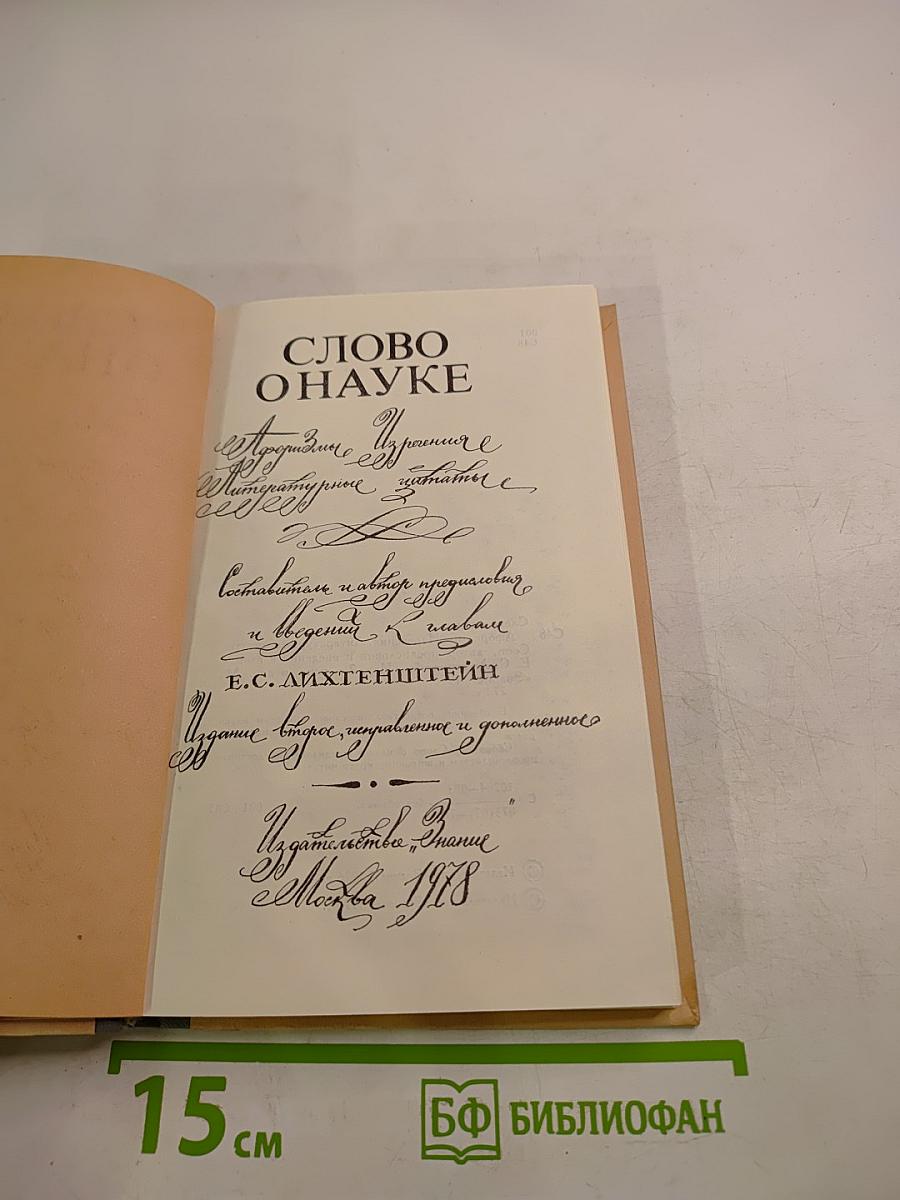 СЛОВО
О НАУКЕ
Афоризмы Изречения
Литературные цитаты
Составитель и автор предисловия
и введений к главам
Е.С. ЛИХТЕНШТЕЙН
Издание второе, исправленное и дополненное
Издательство „Знание"
Москва 1978
15 см
БФ БИБЛИОФАН